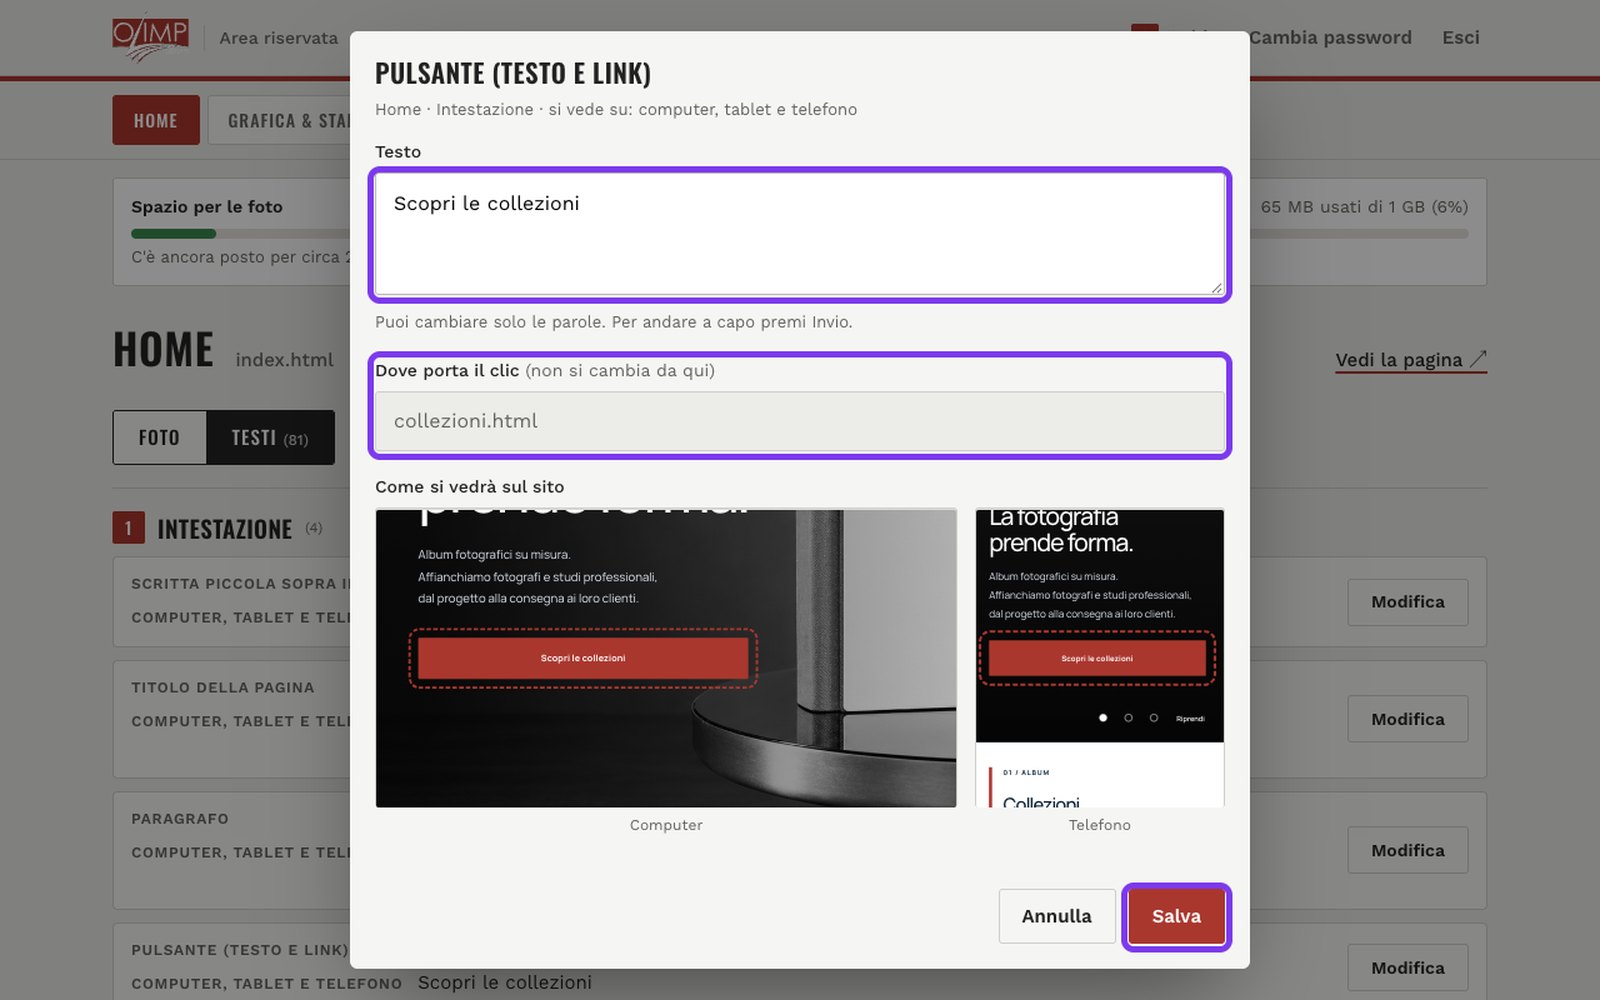 OLIMP
Area riservata
Cambia password
Esci
HOME
GRAFICA &
Spazio per le foto
65 MB usati di 1 GB (6%)
C'è ancora posto per circa
HOME
index.html
Vedi la pagina
FOTO
TESTI (81)
1 INTESTAZIONE (4)
SCRITTA PICCOLA SOPRA
COMPUTER, TABLET E
Modifica
TITOLO DELLA PAGINA
COMPUTER, TABLET E
Modifica
PARAGRAFO
COMPUTER, TABLET E
Modifica
PULSANTE (TESTO E LINK)
COMPUTER, TABLET E TELEFONO Scopri le collezioni
Modifica
PULSANTE (TESTO E LINK)
Home · Intestazione · si vede su: computer, tablet e telefono
Testo
Scopri le collezioni
Puoi cambiare solo le parole. Per andare a capo premi Invio.
Dove porta il clic (non si cambia da qui)
collezioni.html
Come si vedrà sul sito
prende forma.
Album fotografici su misura.
Affianchiamo fotografi e studi professionali,
dal progetto alla consegna ai loro clienti.
Scopri le collezioni
Computer
La fotografia
prende forma.
Album fotografici su misura.
Affianchiamo fotografi e studi professionali,
dal progetto alla consegna ai loro clienti.
Scopri le collezioni
Riprendi
01 / ALBUM
Collezioni
Telefono
Annulla
Salva